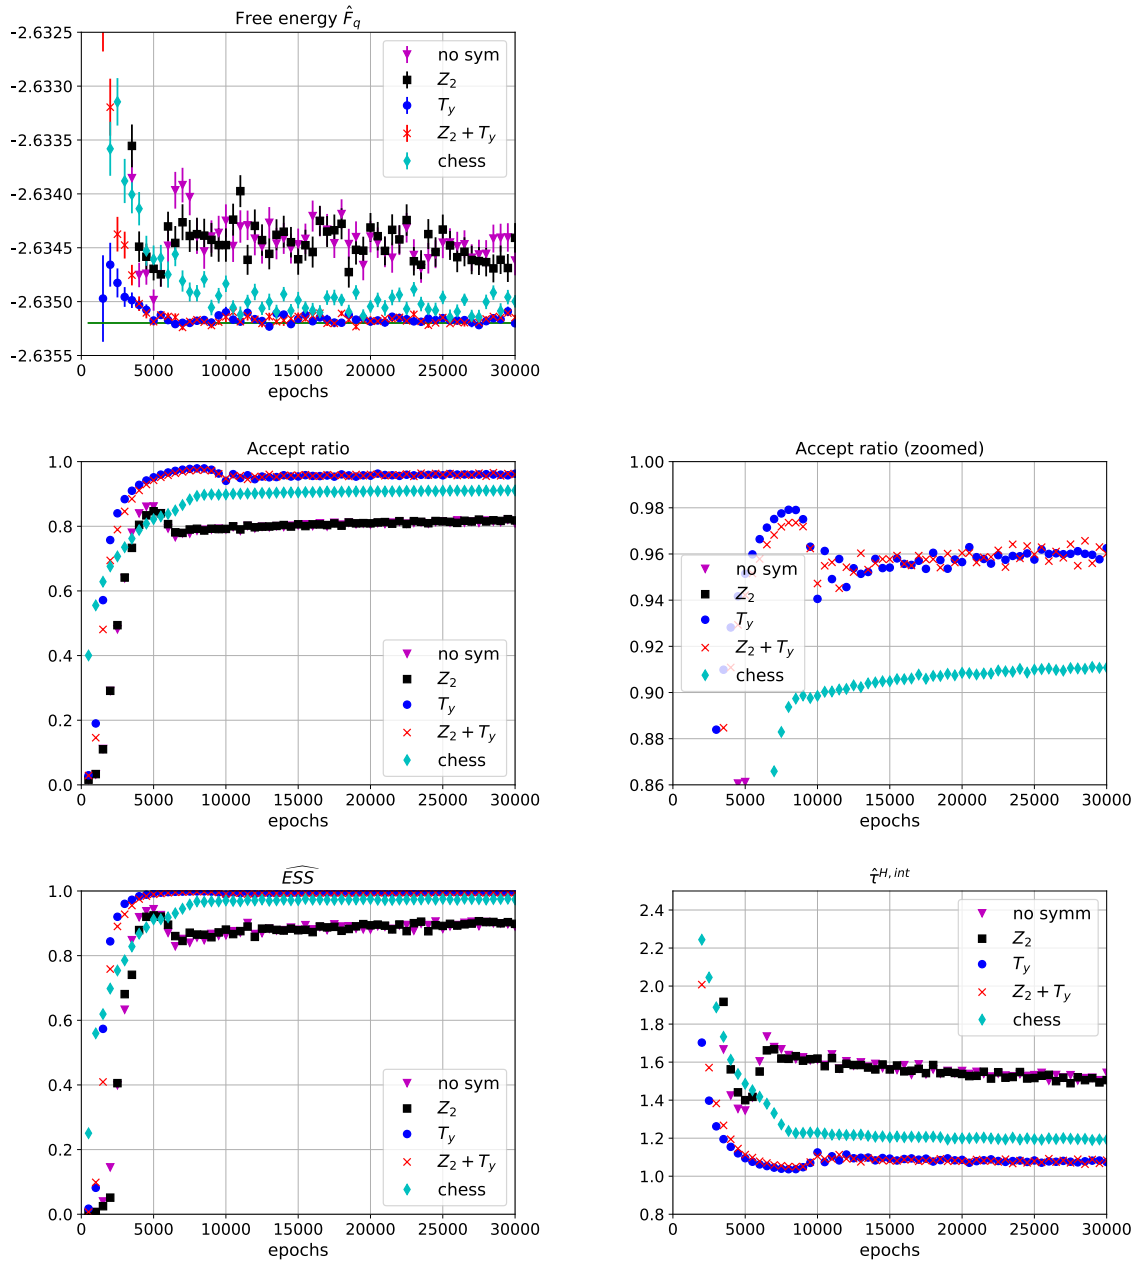 Free energy F̂_q
-2.6325
-2.6330
-2.6335
-2.6340
-2.6345
-2.6350
-2.6355
no sym
Z_2
T_y
Z_2 + T_y
chess
0 5000 10000 15000 20000 25000 30000
epochs
Accept ratio
1.0
0.8
0.6
0.4
0.2
0.0
no sym
Z_2
T_y
Z_2 + T_y
chess
0 5000 10000 15000 20000 25000 30000
epochs
Accept ratio (zoomed)
1.00
0.98
0.96
0.94
0.92
0.90
0.88
0.86
no sym
Z_2
T_y
Z_2 + T_y
chess
0 5000 10000 15000 20000 25000 30000
epochs
\widehat{ESS}
1.0
0.8
0.6
0.4
0.2
0.0
no sym
Z_2
T_y
Z_2 + T_y
chess
0 5000 10000 15000 20000 25000 30000
epochs
τ̂^{H, int}
2.4
2.2
2.0
1.8
1.6
1.4
1.2
1.0
0.8
no symm
Z_2
T_y
Z_2 + T_y
chess
0 5000 10000 15000 20000 25000 30000
epochs